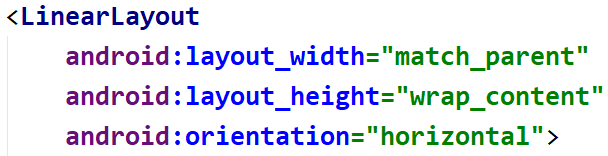 <LinearLayout
android:layout_width="match_parent"
android:layout_height="wrap_content"
android:orientation="horizontal">